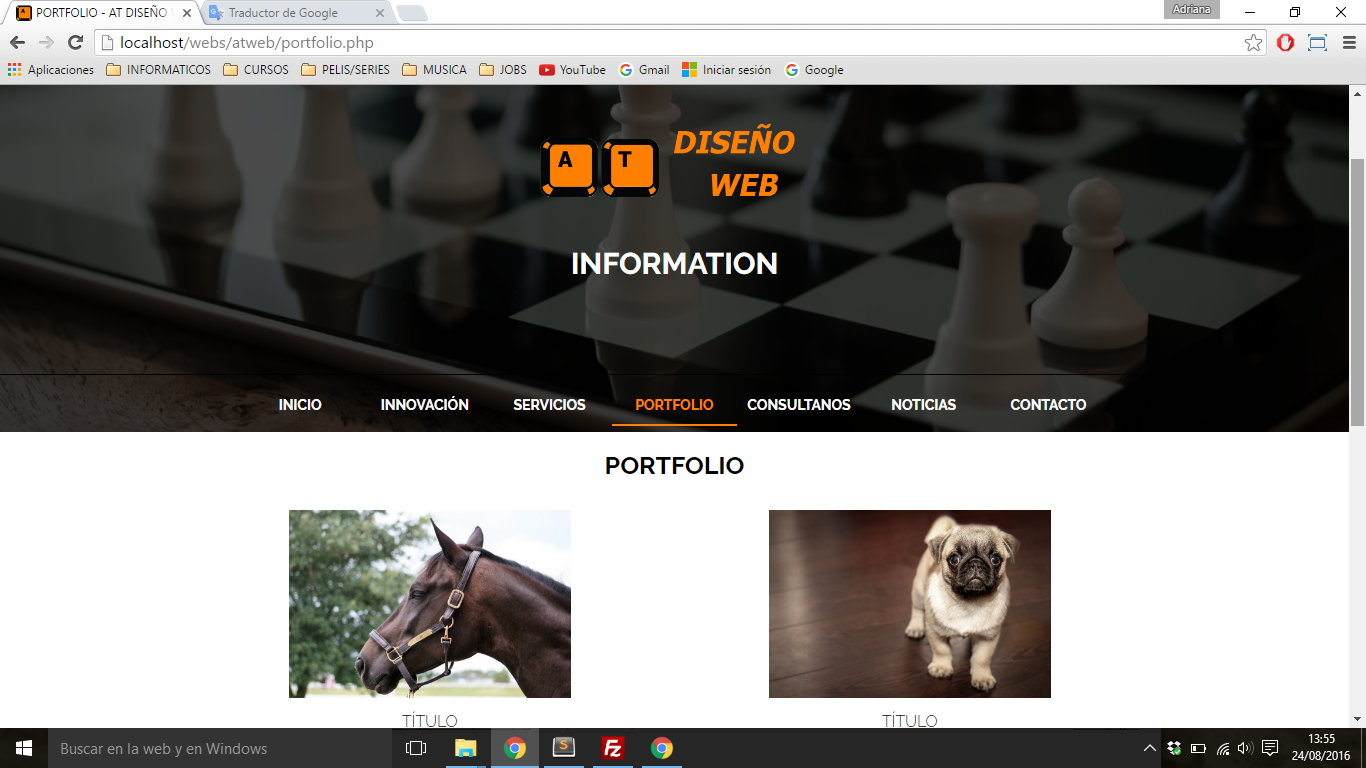 PORTFOLIO - AT DISEÑO
Traductor de Google
Adriana
localhost/webs/atweb/portfolio.php
Aplicaciones INFORMATICOS CURSOS PELIS/SERIES MUSICA JOBS YouTube Gmail Iniciar sesión Google
A T DISEÑO
WEB
INFORMATION
INICIO INNOVACIÓN SERVICIOS PORTFOLIO CONSULTANOS NOTICIAS CONTACTO
PORTFOLIO
TÍTULO TÍTULO
Buscar en la web y en Windows
13:55
24/08/2016